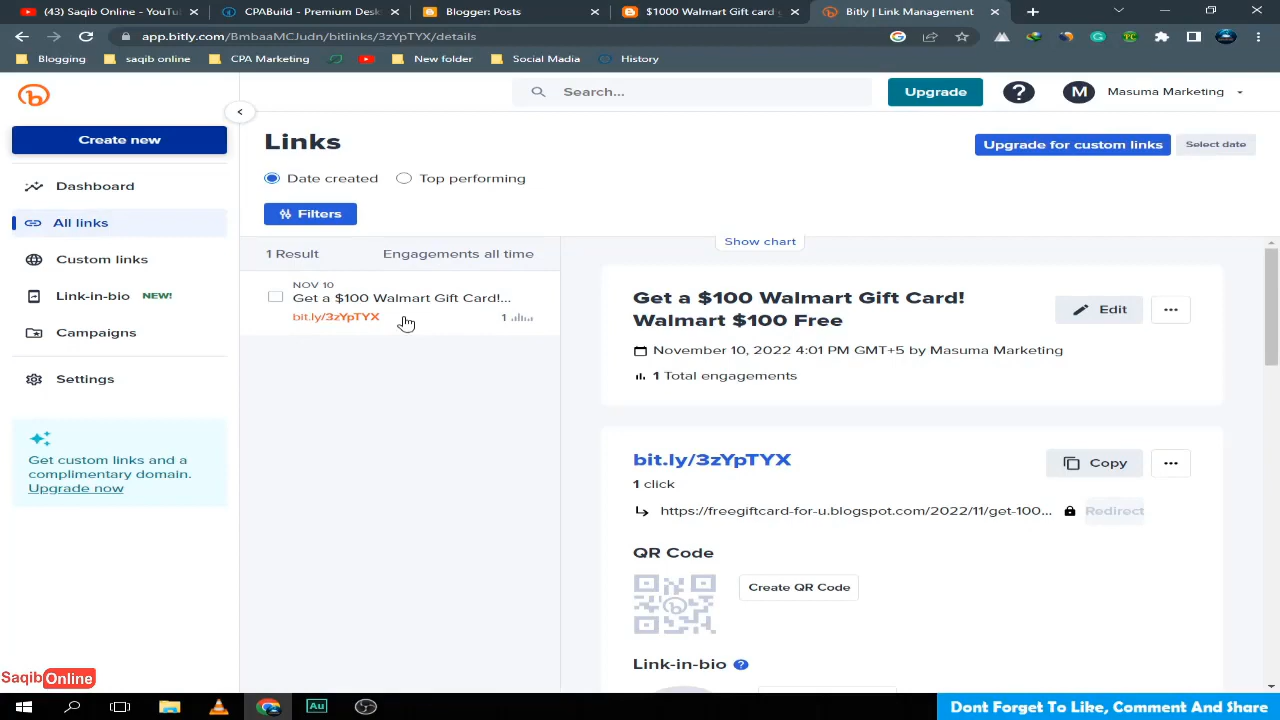 (43) Saqib Online - YouTu
CPABuild - Premium Desk
Blogger: Posts
$1000 Walmart Gift card
Bitly | Link Management
app.bitly.com/BmbaaMCJudn/bitlinks/3zYpTYX/details
Blogging
saqib online
CPA Marketing
New folder
Social Madia
History
Search...
Upgrade
?
M
Masuma Marketing
Create new
Dashboard
All links
Custom links
Link-in-bio NEW!
Campaigns
Settings
Get custom links and a
complimentary domain.
Upgrade now
Links
Upgrade for custom links
Select date
Date created
Top performing
Filters
1 Result
Engagements all time
NOV 10
Get a $100 Walmart Gift Card!...
bit.ly/3zYpTYX
1
Show chart
Get a $100 Walmart Gift Card!
Walmart $100 Free
Edit
November 10, 2022 4:01 PM GMT+5 by Masuma Marketing
1 Total engagements
bit.ly/3zYpTYX
Copy
1 click
https://freegiftcard-for-u.blogspot.com/2022/11/get-100...
Redirect
QR Code
Create QR Code
Link-in-bio ?
Saqib Online
Au
Dont Forget To Like, Comment And Share